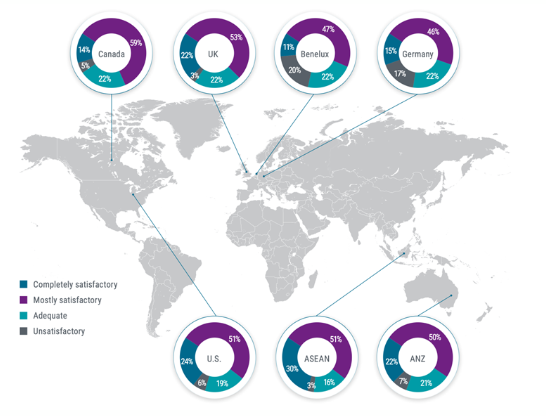 14% Canada 59%
5%
22%
22% UK 53%
3% 22%
47%
11% Benelux
20%
22%
46%
15% Germany
17%
22%
Completely satisfactory
Mostly satisfactory
Adequate
Unsatisfactory
51%
24% U.S.
6% 19%
51%
30% ASEAN
3% 16%
50%
22% ANZ
7% 21%